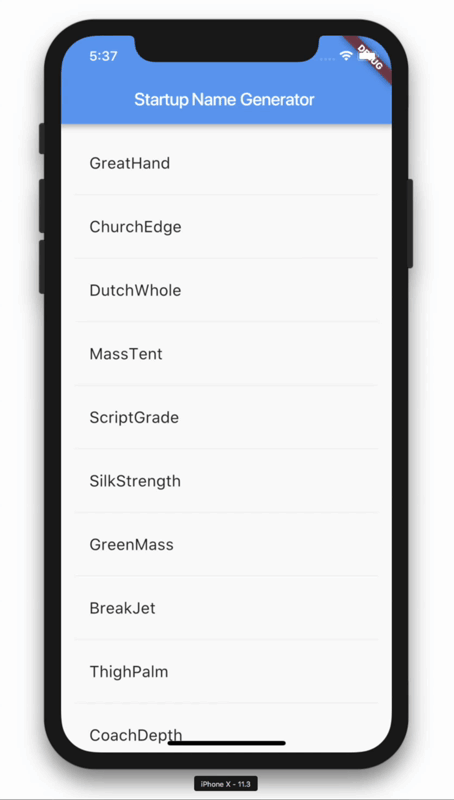 5:37
DEBUG
Startup Name Generator
GreatHand
ChurchEdge
DutchWhole
MassTent
ScriptGrade
SilkStrength
GreenMass
BreakJet
ThighPalm
CoachDepth
iPhone X - 11.3